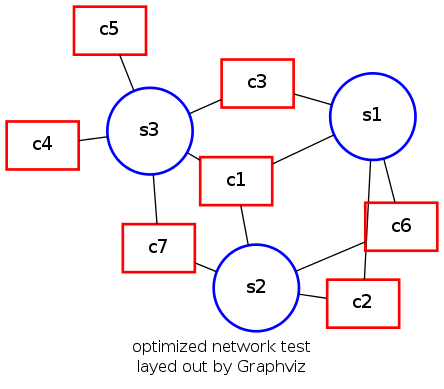 c5
c3
s1
s3
c4
c1
c6
c7
s2
c2
optimized network test
layed out by Graphviz